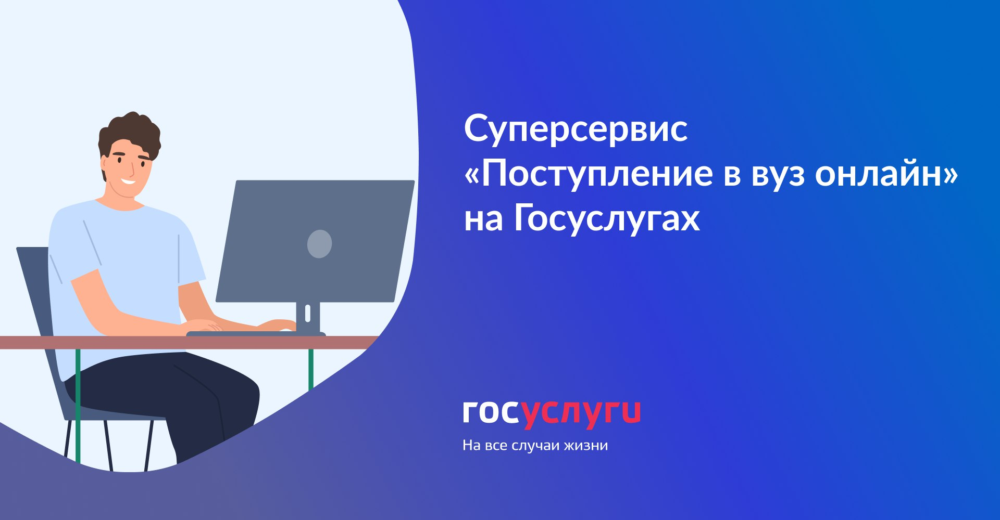 Суперсервис
«Поступление в вуз онлайн»
на Госуслугах
госуслуги
На все случаи жизни